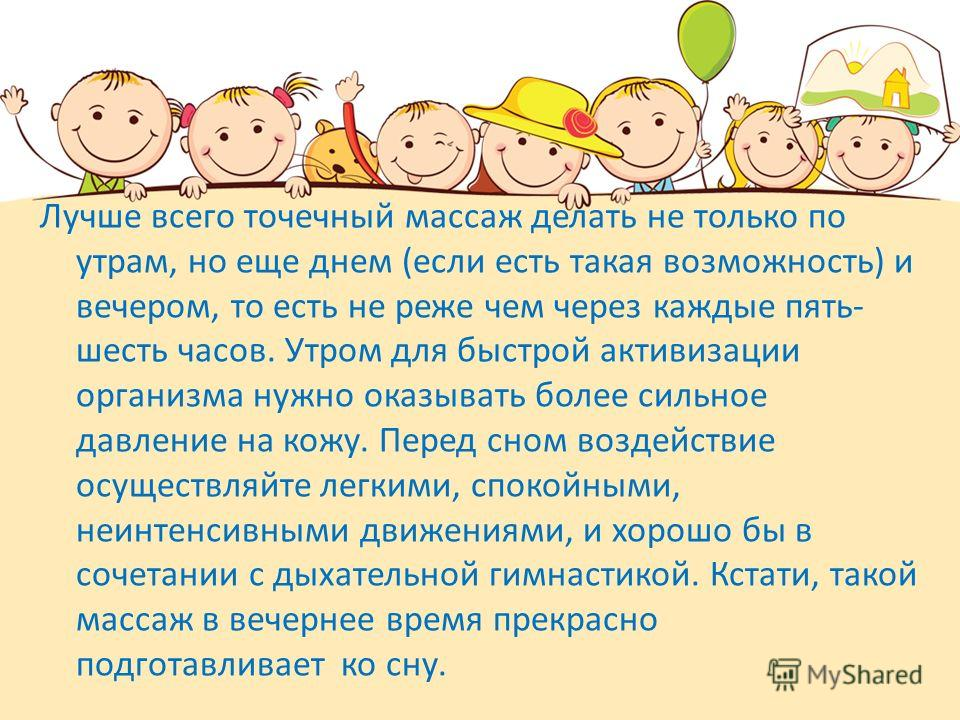 Лучше всего точечный массаж делать не только по
утрам, но еще днем (если есть такая возможность) и
вечером, то есть не реже чем через каждые пять-
шесть часов. Утром для быстрой активизации
организма нужно оказывать более сильное
давление на кожу. Перед сном воздействие
осуществляйте легкими, спокойными,
неинтенсивными движениями, и хорошо бы в
сочетании с дыхательной гимнастикой. Кстати, такой
массаж в вечернее время прекрасно
подготавливает ко сну.
MyShared